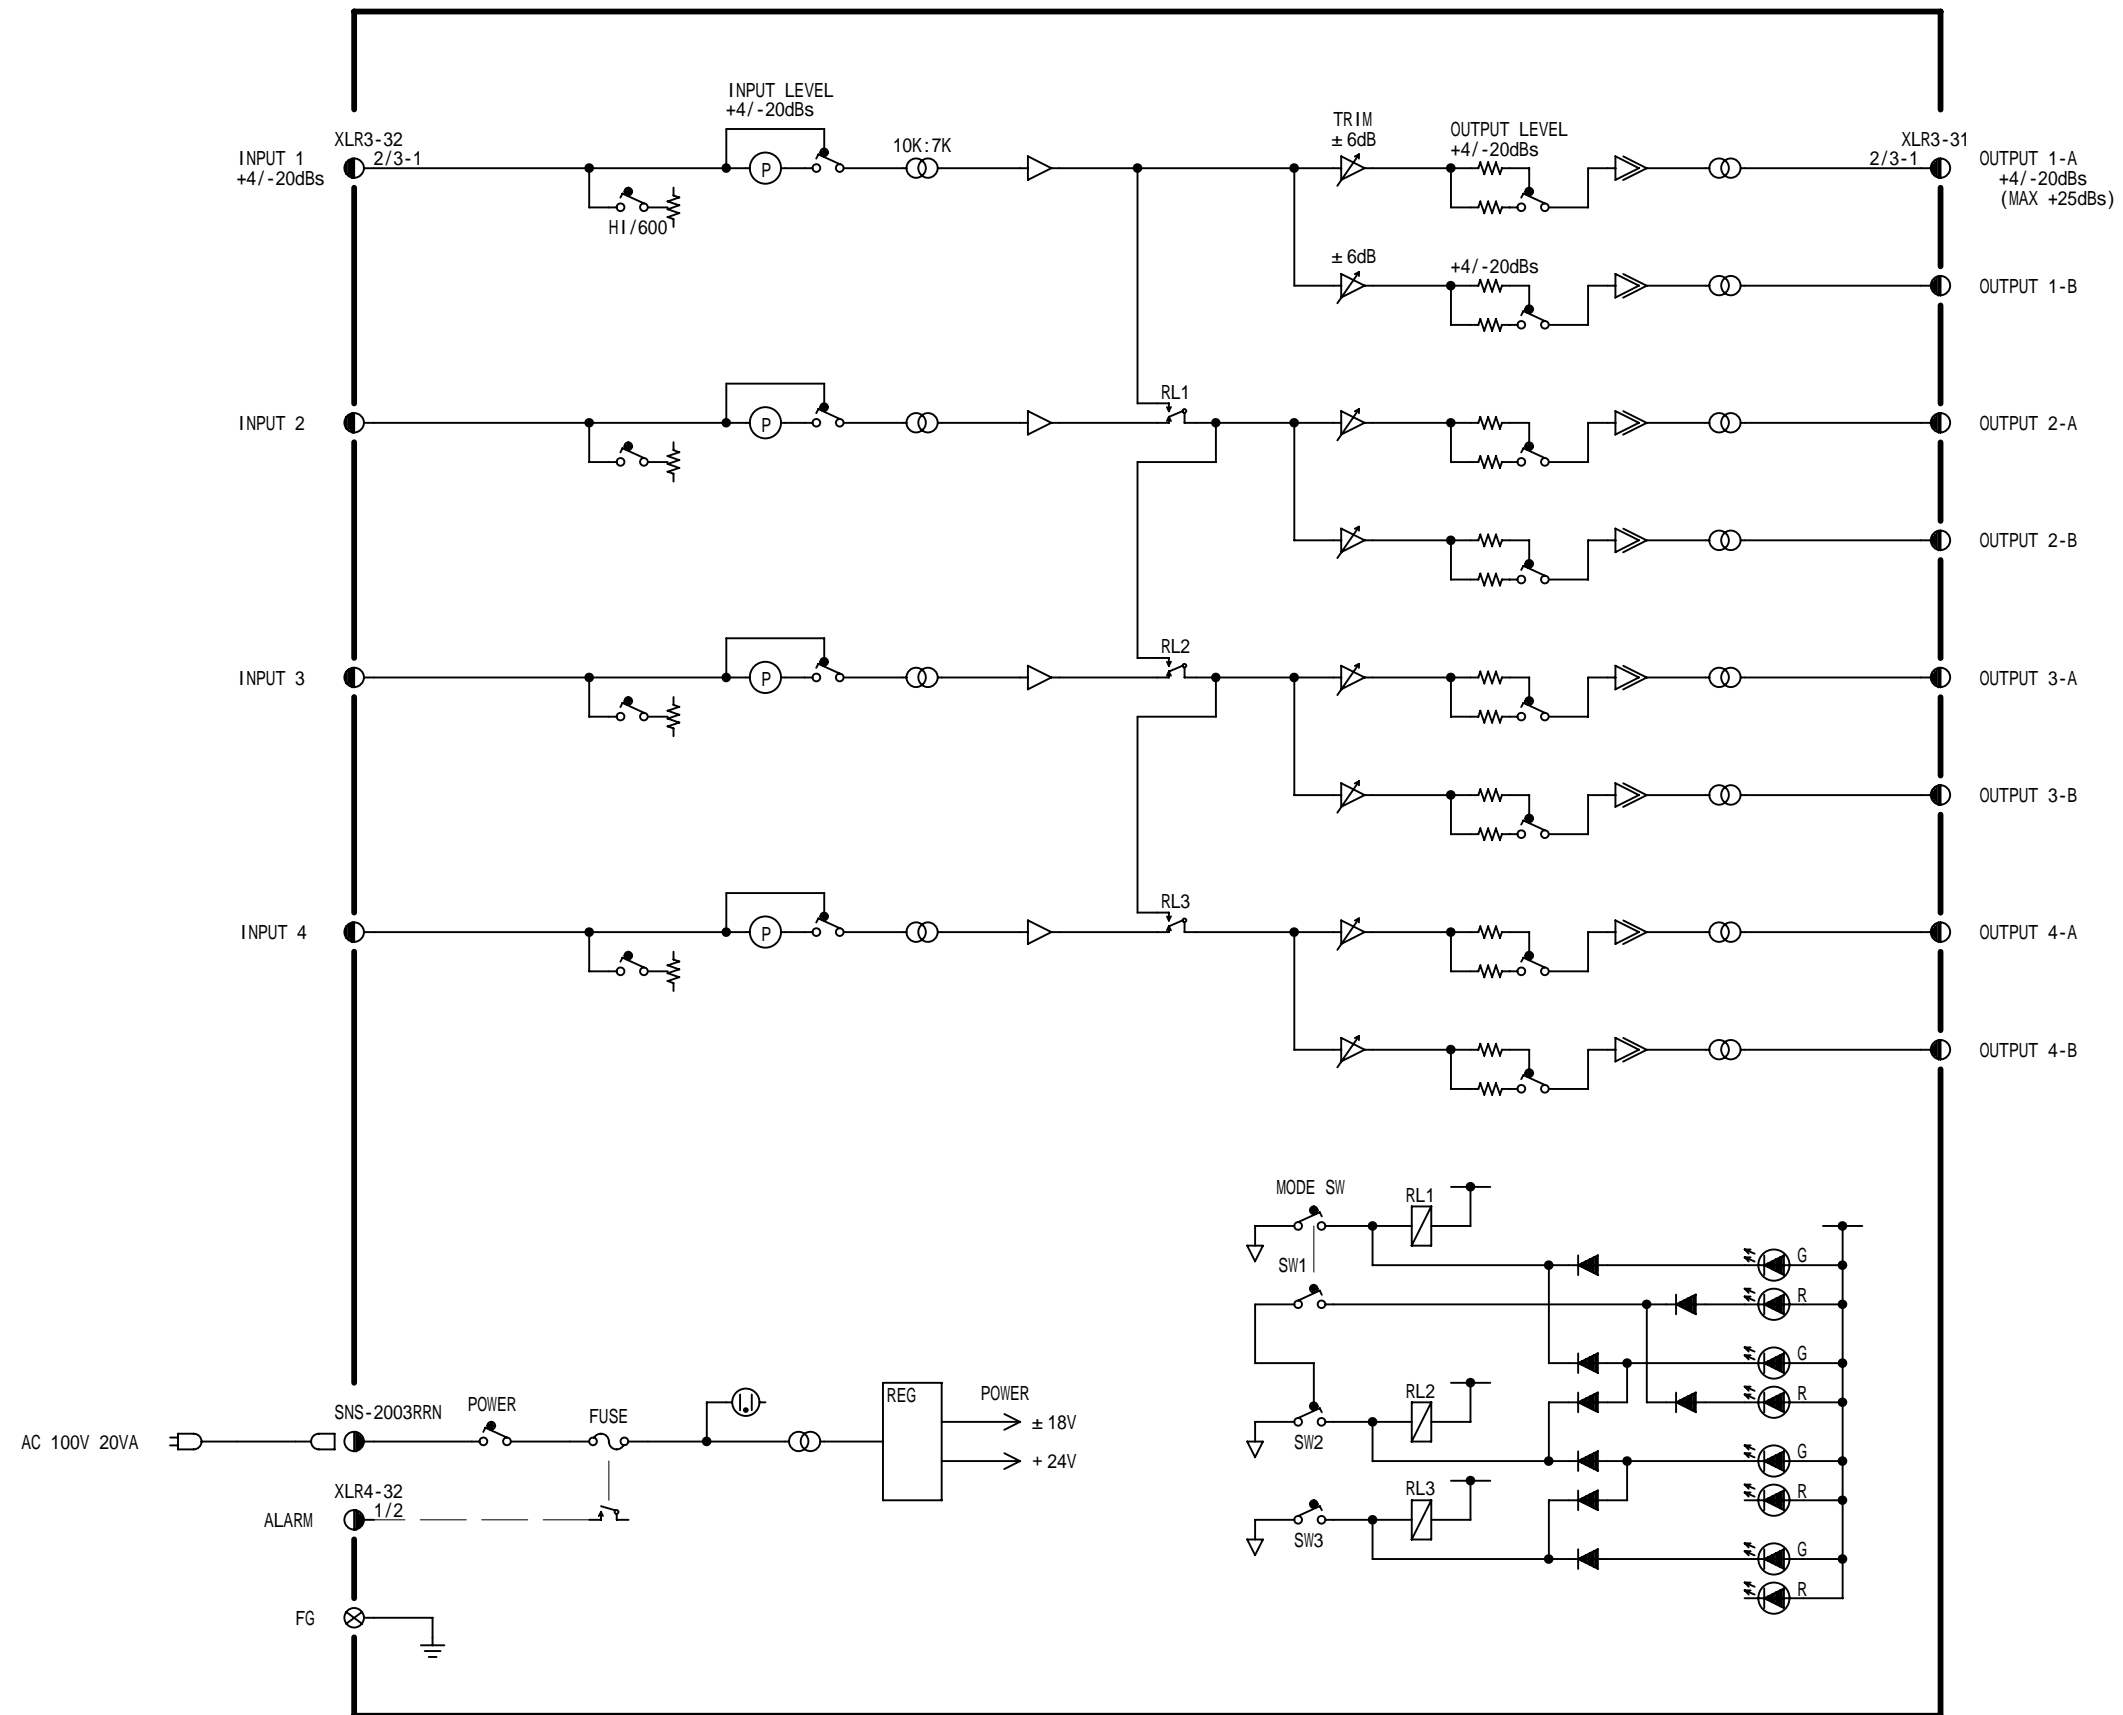 INPUT LEVEL
+4/-20dBs
XLR3-32
2/3-1
INPUT 1
+4/-20dBs
P
10K:7K
HI/600
TRIM
±6dB
OUTPUT LEVEL
+4/-20dBs
XLR3-31
2/3-1
OUTPUT 1-A
+4/-20dBs
(MAX +25dBs)
±6dB
+4/-20dBs
OUTPUT 1-B
INPUT 2
P
RL1
OUTPUT 2-A
OUTPUT 2-B
INPUT 3
P
RL2
OUTPUT 3-A
OUTPUT 3-B
INPUT 4
P
RL3
OUTPUT 4-A
OUTPUT 4-B
MODE SW
RL1
SW1
G
R
G
R
RL2
SW2
G
R
RL3
SW3
G
R
SNS-2003RRN
POWER
FUSE
REG
POWER
±18V
+24V
AC 100V 20VA
XLR4-32
1/2
ALARM
FG